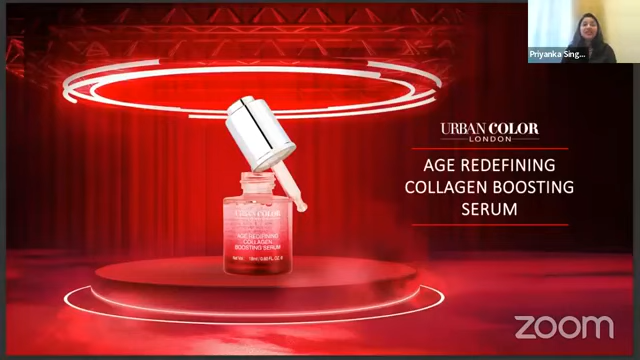 Priyanka Sing...
URBAN COLOR
LONDON
AGE REDEFINING
COLLAGEN BOOSTING
SERUM
URBAN COLOR
AGE REDEFINING
COLLAGEN
BOOSTING SERUM
zoom